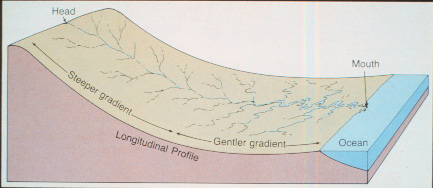 Head
Mouth
Steeper gradient
Gentler gradient
Ocean
Longitudinal Profile